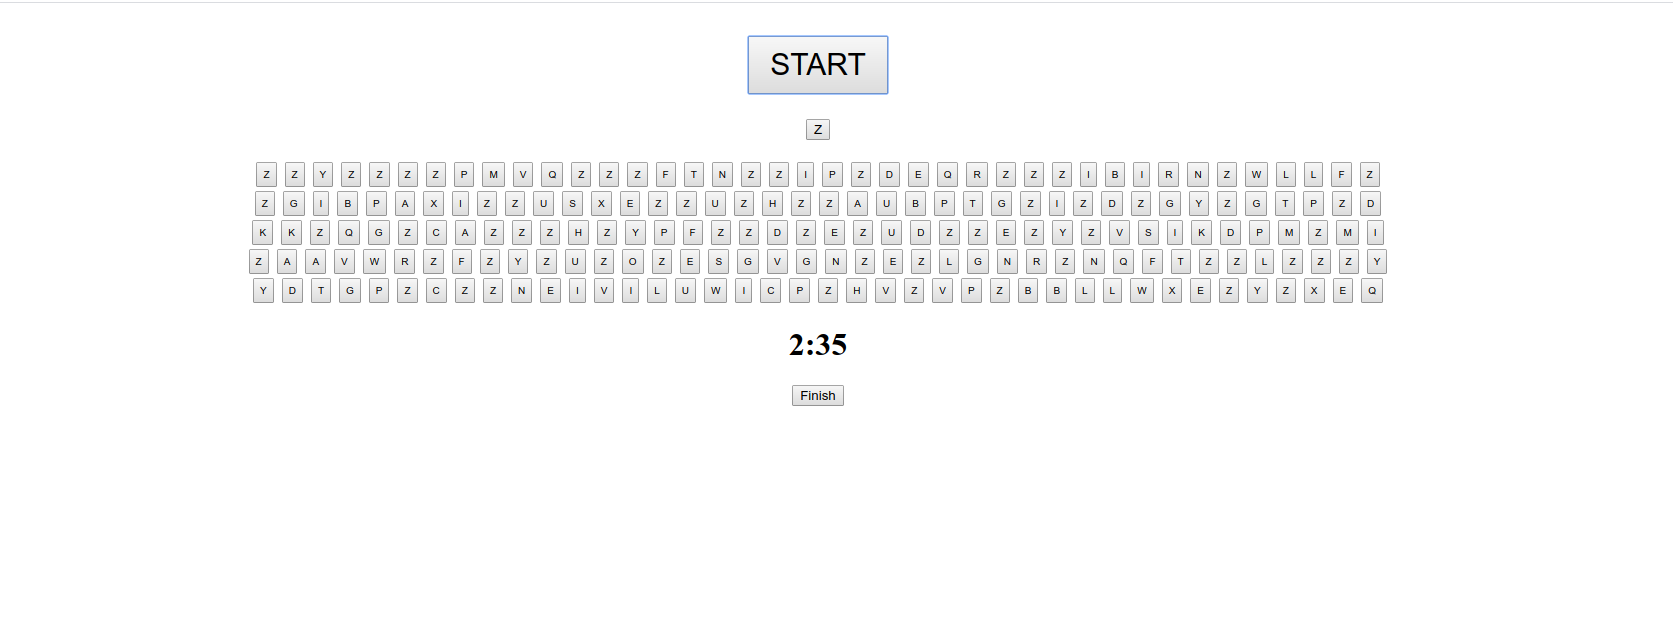 START
Z
Z Z Y Z Z Z Z P M V Q Z Z Z F T N Z Z I P Z D E Q R Z Z Z I B I R N Z W L L F Z
Z G I B P A X I Z Z U S X E Z Z U Z H Z Z A U B P T G Z I Z D Z G Y Z G T P Z D
K K Z Q G Z C A Z Z Z H Z Y P F Z Z D Z E Z U D Z Z E Z Y Z V S I K D P M Z M I
Z A A V W R Z F Z Y Z U Z O Z E S G V G N Z E Z L G N R Z N Q F T Z Z L Z Z Z Y
Y D T G P Z C Z Z N E I V I L U W I C P Z H V Z V P Z B B L L W X E Z Y Z X E Q
2:35
Finish